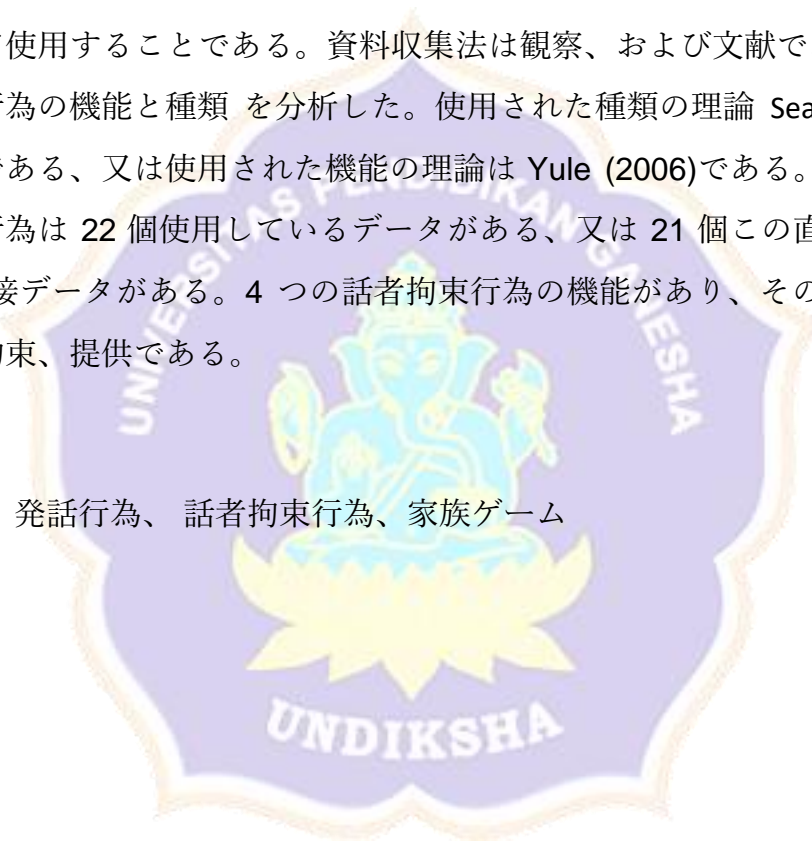 使用することである。資料収集法は観察、および文献で
為の機能と種類 を分析した。使用された種類の理論 Sea
ある、又は使用された機能の理論は Yule (2006)である。
為は 22 個使用しているデータがある、又は 21 個この直
接データがある。4 つの話者拘束行為の機能があり、その
束、提供である。
発話行為、 話者拘束行為、家族ゲーム
UNIVERSITAS PENDIDIKAN GANESHA
UNDIKSHA